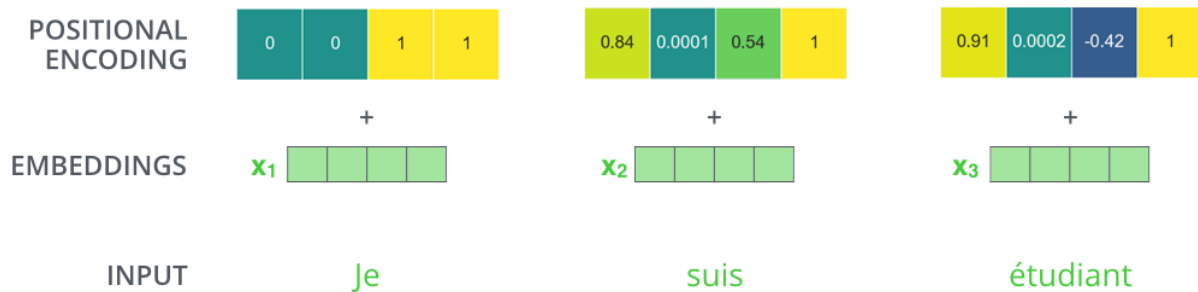 POSITIONAL ENCODING
0 0 1 1
0.84 0.0001 0.54 1
0.91 0.0002 -0.42 1
+ + +
EMBEDDINGS x1 x2 x3
INPUT Je suis étudiant